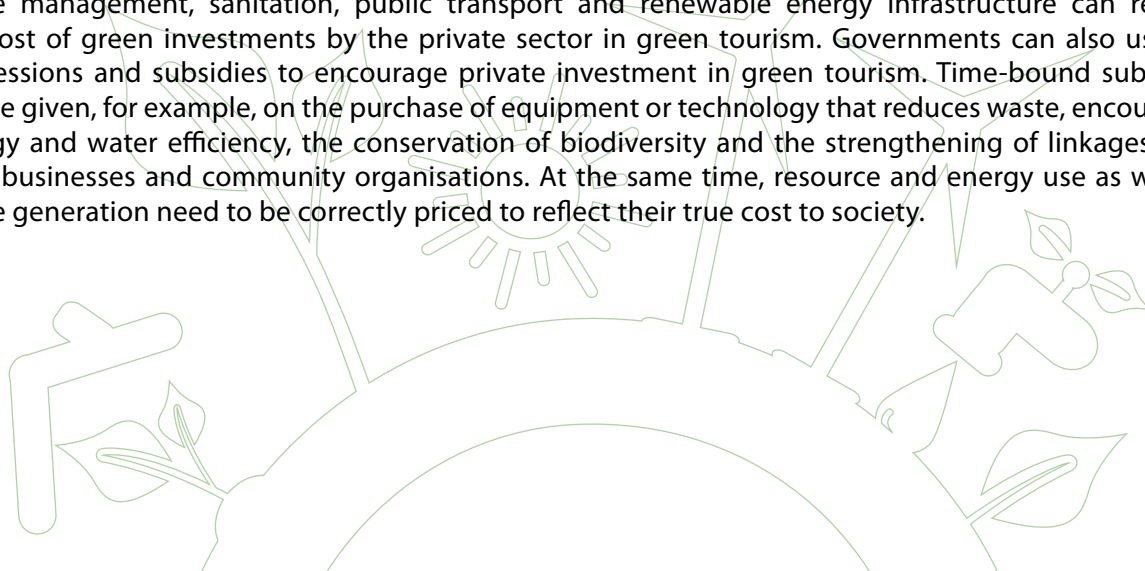 management, sanitation, public transport and renewable energy infrastructure can
ost of green investments by the private sector in green tourism. Governments can also
essions and subsidies to encourage private investment in green tourism. Time-bound sub
e given, for example, on the purchase of equipment or technology that reduces waste, encou
gy and water efficiency, the conservation of biodiversity and the strengthening of linkages
businesses and community organisations. At the same time, resource and energy use as w
e generation need to be correctly priced to reflect their true cost to society.